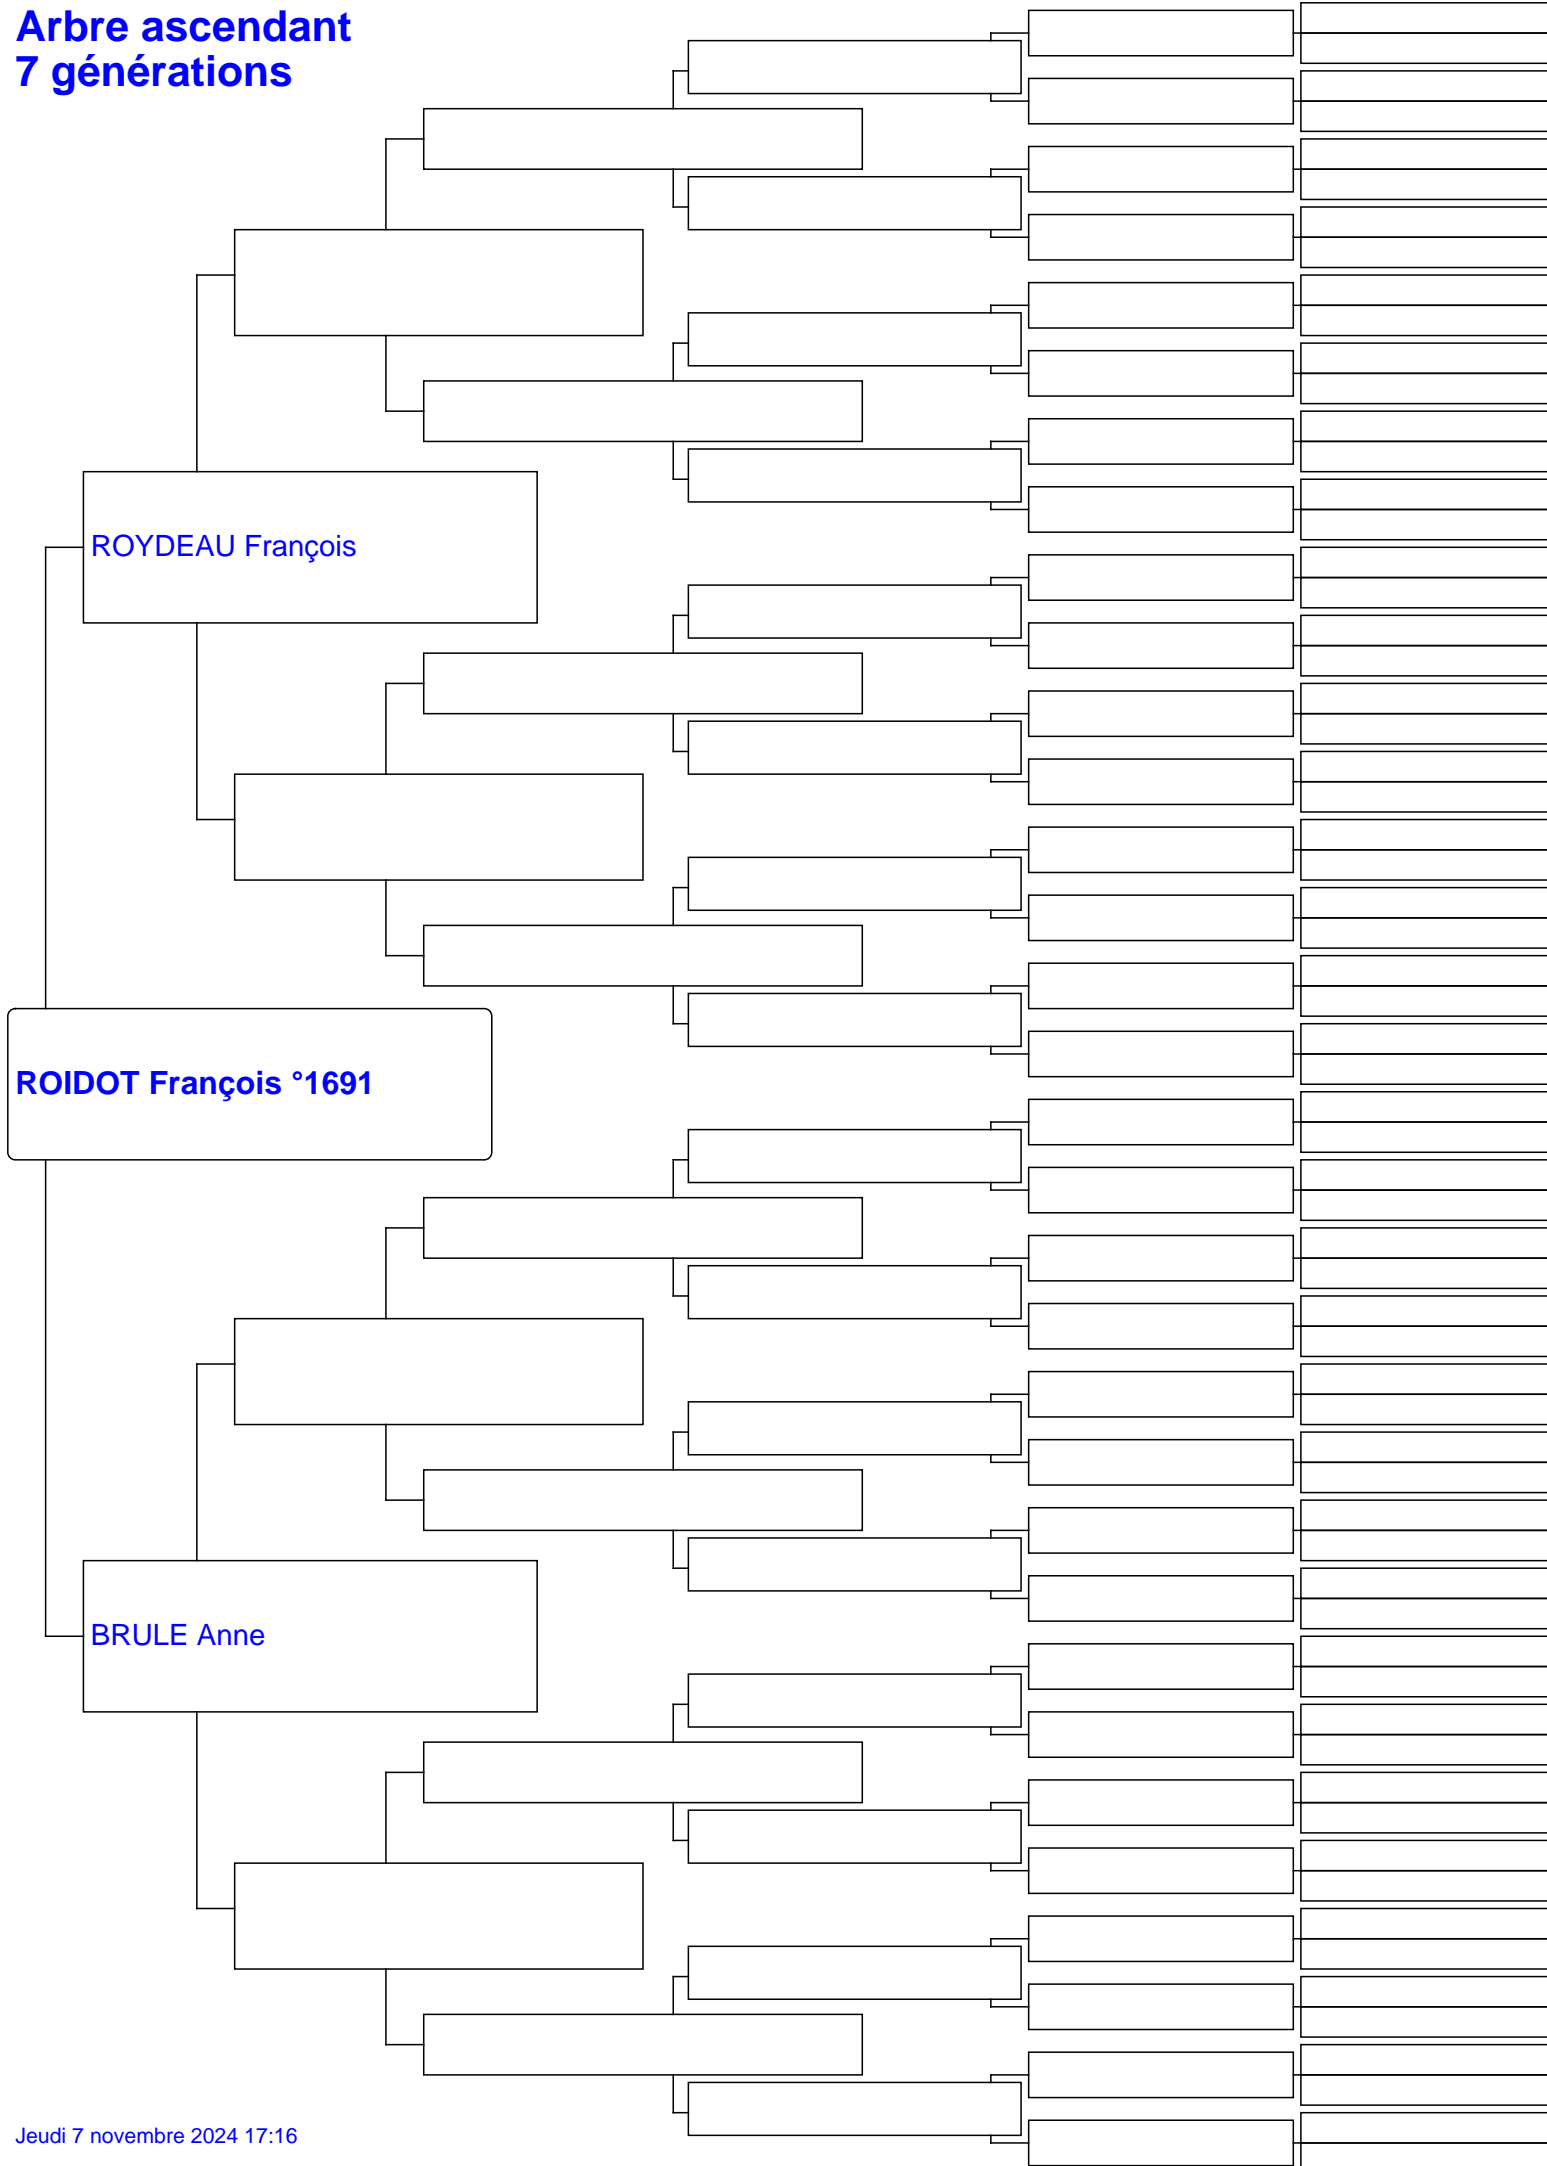 Arbre ascendant
7 générations
ROYDEAU François
ROIDOT François °1691
BRULE Anne
Jeudi 7 novembre 2024 17:16